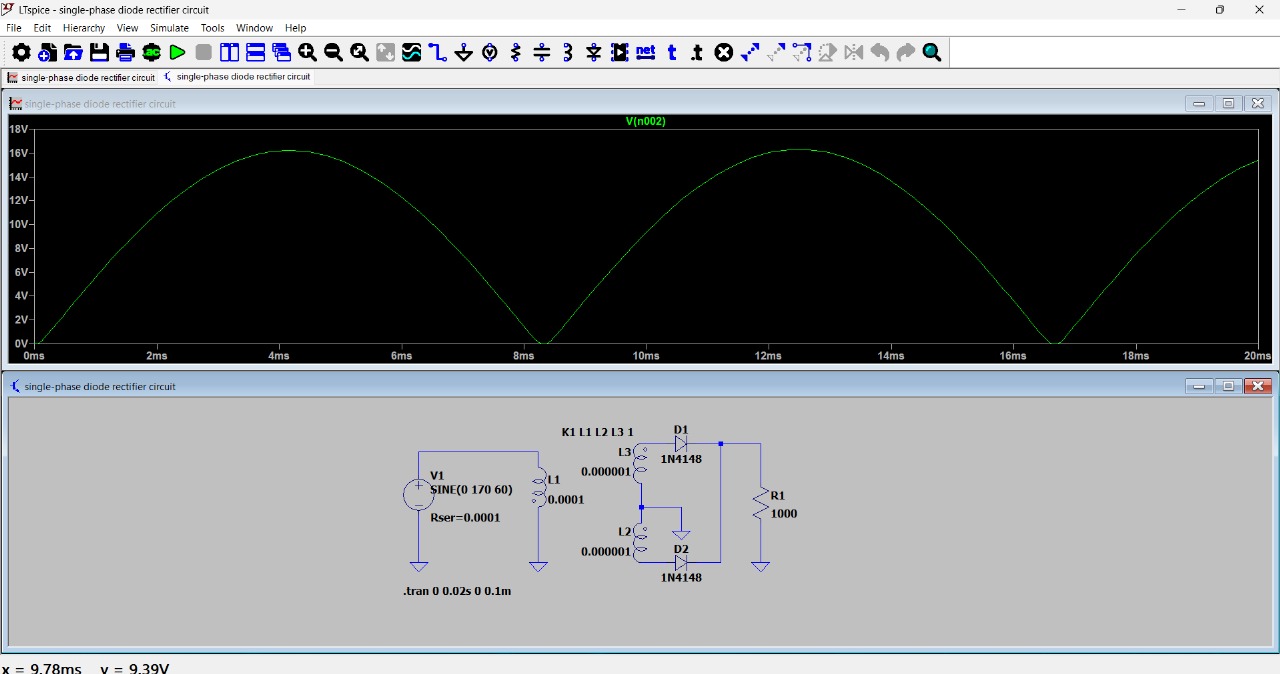 LTspice - single-phase diode rectifier circuit
File Edit Hierarchy View Simulate Tools Window Help
ac net t .t
single-phase diode rectifier circuit single-phase diode rectifier circuit
single-phase diode rectifier circuit
V(n002)
18V
16V
14V
12V
10V
8V
6V
4V
2V
0V
0ms 2ms 4ms 6ms 8ms 10ms 12ms 14ms 16ms 18ms 20ms
single-phase diode rectifier circuit
K1 L1 L2 L3 1
D1
1N4148
L3
0.000001
V1
SINE(0 170 60)
Rser=0.0001
L1
0.0001
R1
1000
L2
0.000001
D2
1N4148
.tran 0 0.02s 0 0.1m
x = 9.78ms y = 9.39V